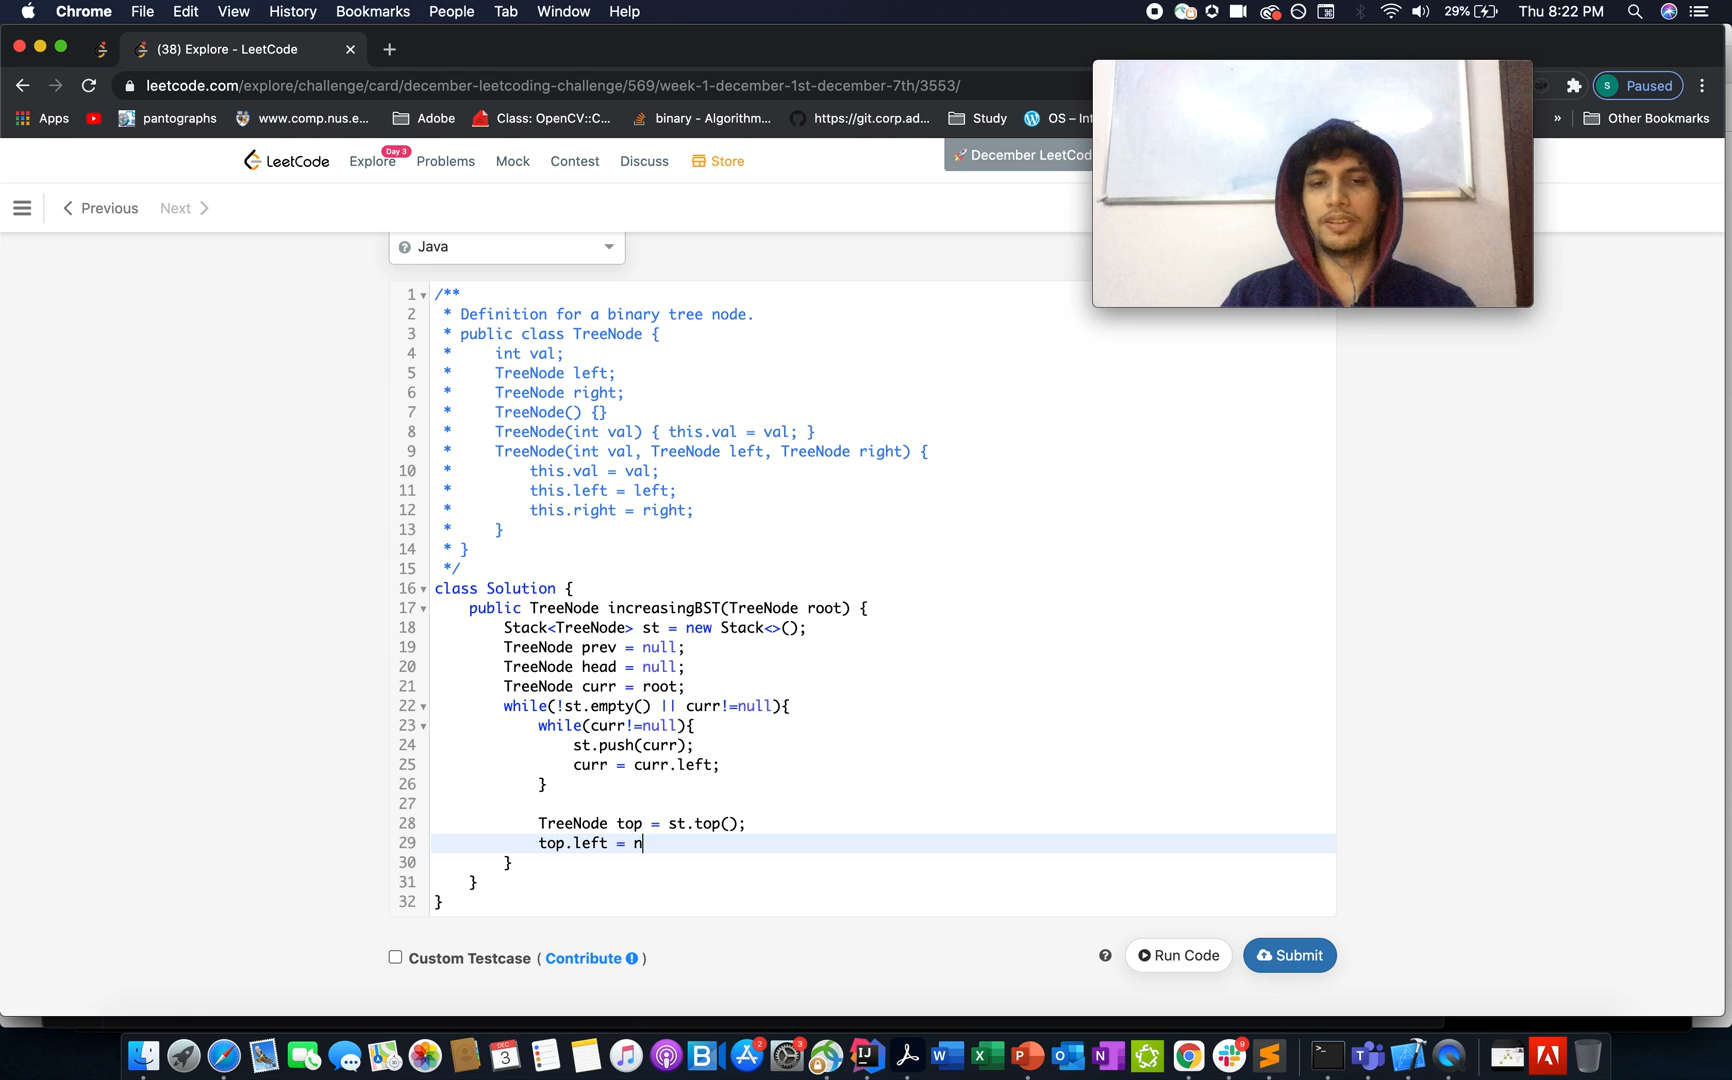 Chrome File Edit View History Bookmarks People Tab Window Help 29% Thu 8:22 PM
(38) Explore - LeetCode
leetcode.com/explore/challenge/card/december-leetcoding-challenge/569/week-1-december-1st-december-7th/3553/ S Paused
Apps pantographs www.comp.nus.e... Adobe Class: OpenCV::C... binary - Algorithm... https://git.corp.ad... Study OS – Int » Other Bookmarks
LeetCode Explore Day 3 Problems Mock Contest Discuss Store December LeetCod
Previous Next
Java
1 /**
2 * Definition for a binary tree node.
3 * public class TreeNode {
4 * int val;
5 * TreeNode left;
6 * TreeNode right;
7 * TreeNode() {}
8 * TreeNode(int val) { this.val = val; }
9 * TreeNode(int val, TreeNode left, TreeNode right) {
10 * this.val = val;
11 * this.left = left;
12 * this.right = right;
13 * }
14 * }
15 */
16 class Solution {
17 public TreeNode increasingBST(TreeNode root) {
18 Stack<TreeNode> st = new Stack<>();
19 TreeNode prev = null;
20 TreeNode head = null;
21 TreeNode curr = root;
22 while(!st.empty() || curr!=null){
23 while(curr!=null){
24 st.push(curr);
25 curr = curr.left;
26 }
27
28 TreeNode top = st.top();
29 top.left = n
30 }
31 }
32 }
Custom Testcase ( Contribute )
Run Code Submit
DEC 3 2 3 9